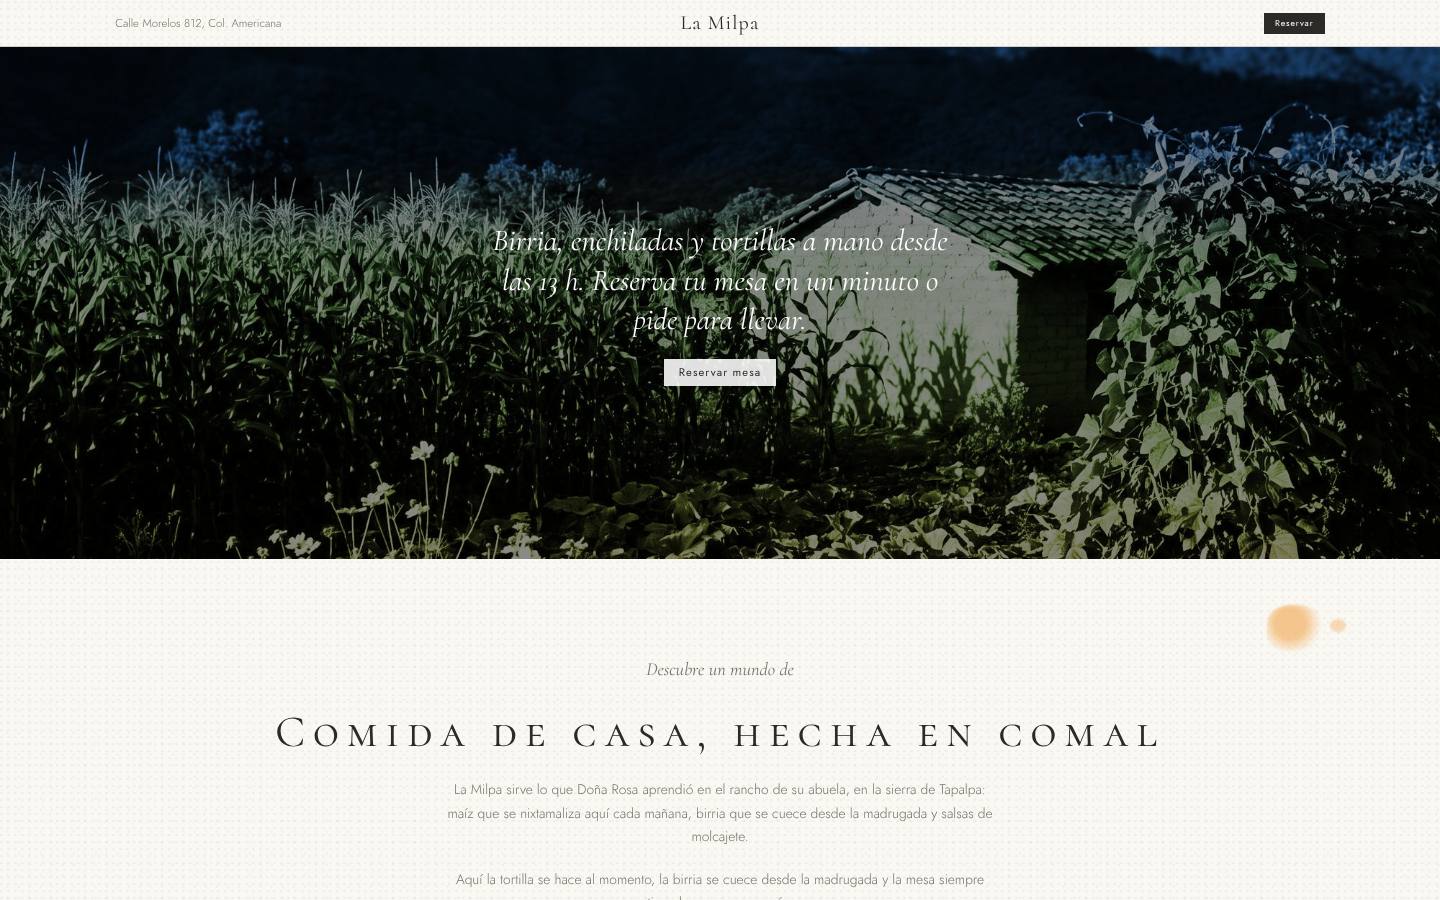 Calle Morelos 812, Col. Americana
La Milpa
Reservar
Birria, enchiladas y tortillas a mano desde
las 13 h. Reserva tu mesa en un minuto o
pide para llevar.
Reservar mesa
Descubre un mundo de
Comida de casa, hecha en comal
La Milpa sirve lo que Doña Rosa aprendió en el rancho de su abuela, en la sierra de Tapalpa:
maíz que se nixtamaliza aquí cada mañana, birria que se cuece desde la madrugada y salsas de
molcajete.
Aquí la tortilla se hace al momento, la birria se cuece desde la madrugada y la mesa siempre